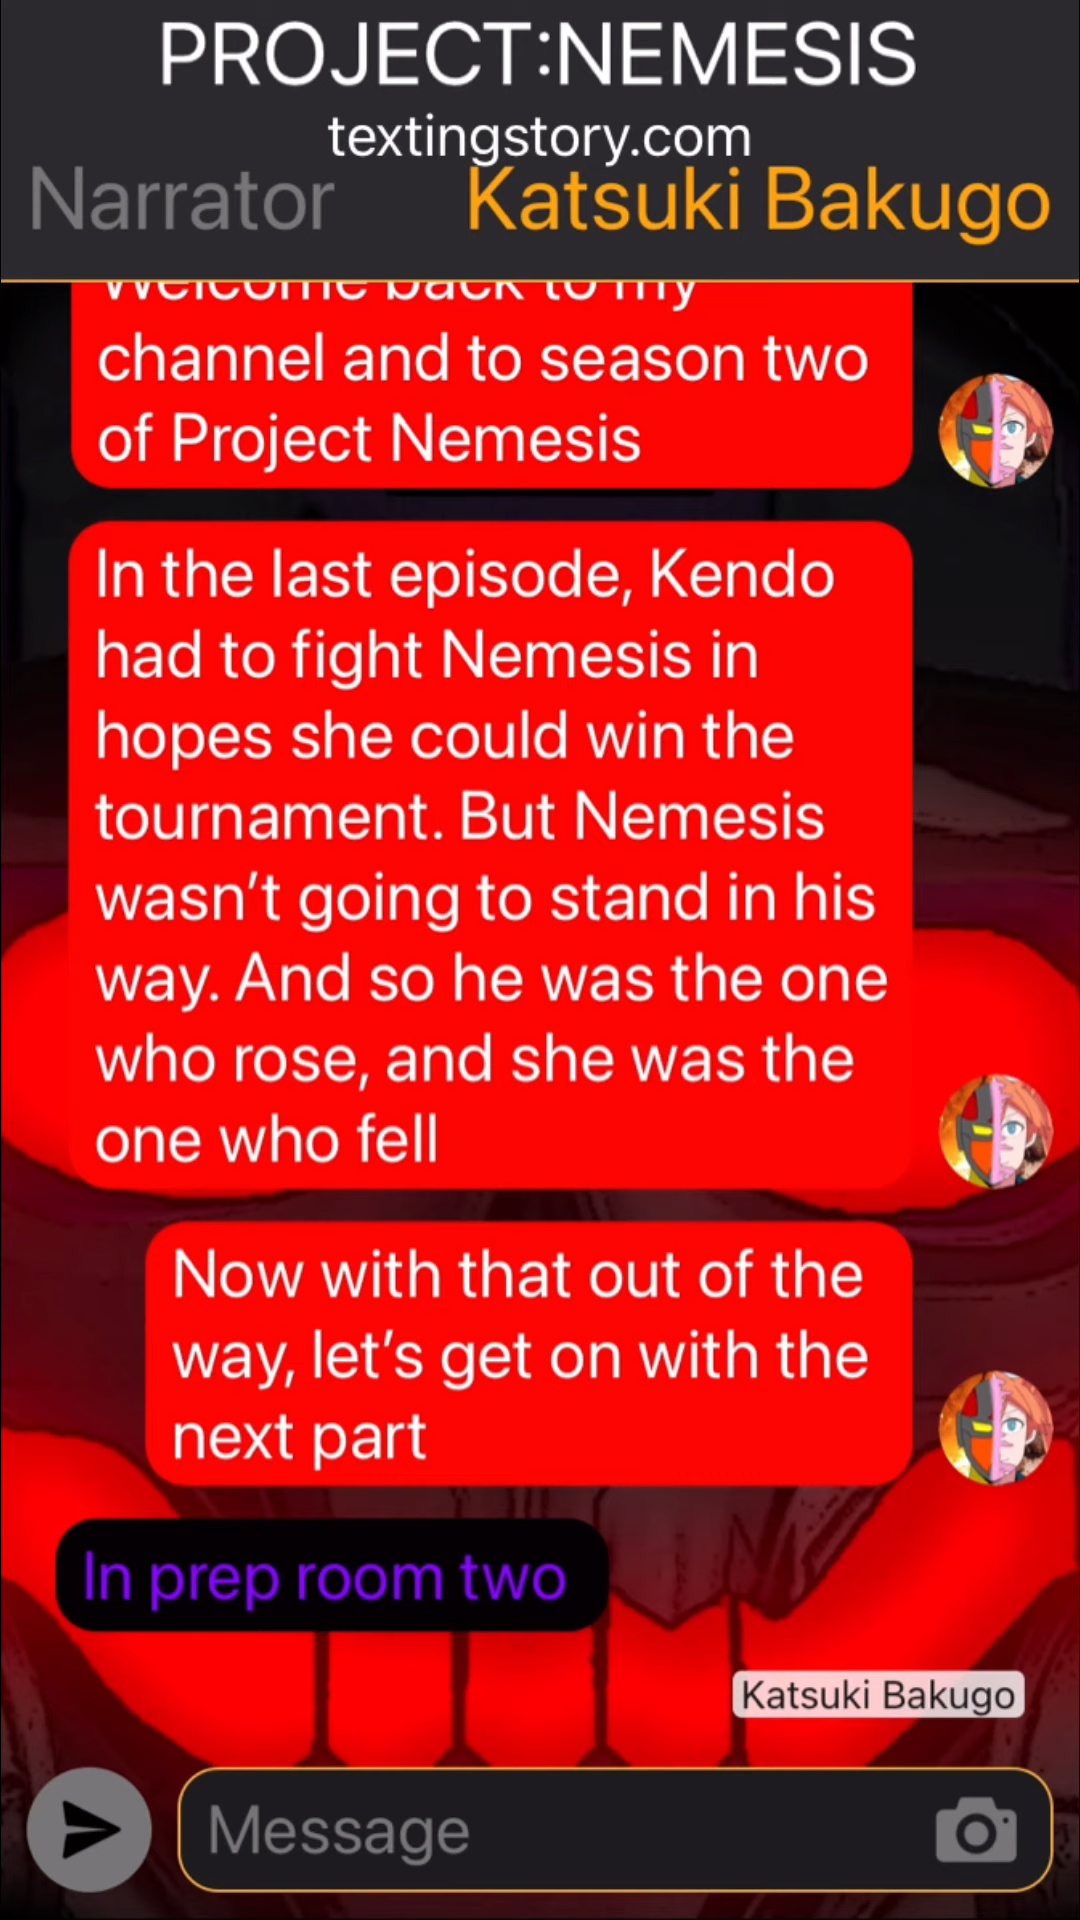 PROJECT:NEMESIS
textingstory.com
Narrator
Katsuki Bakugo
Welcome back to my
channel and to season two
of Project Nemesis
In the last episode, Kendo
had to fight Nemesis in
hopes she could win the
tournament. But Nemesis
wasn’t going to stand in his
way. And so he was the one
who rose, and she was the
one who fell
Now with that out of the
way, let’s get on with the
next part
In prep room two
Katsuki Bakugo
Message